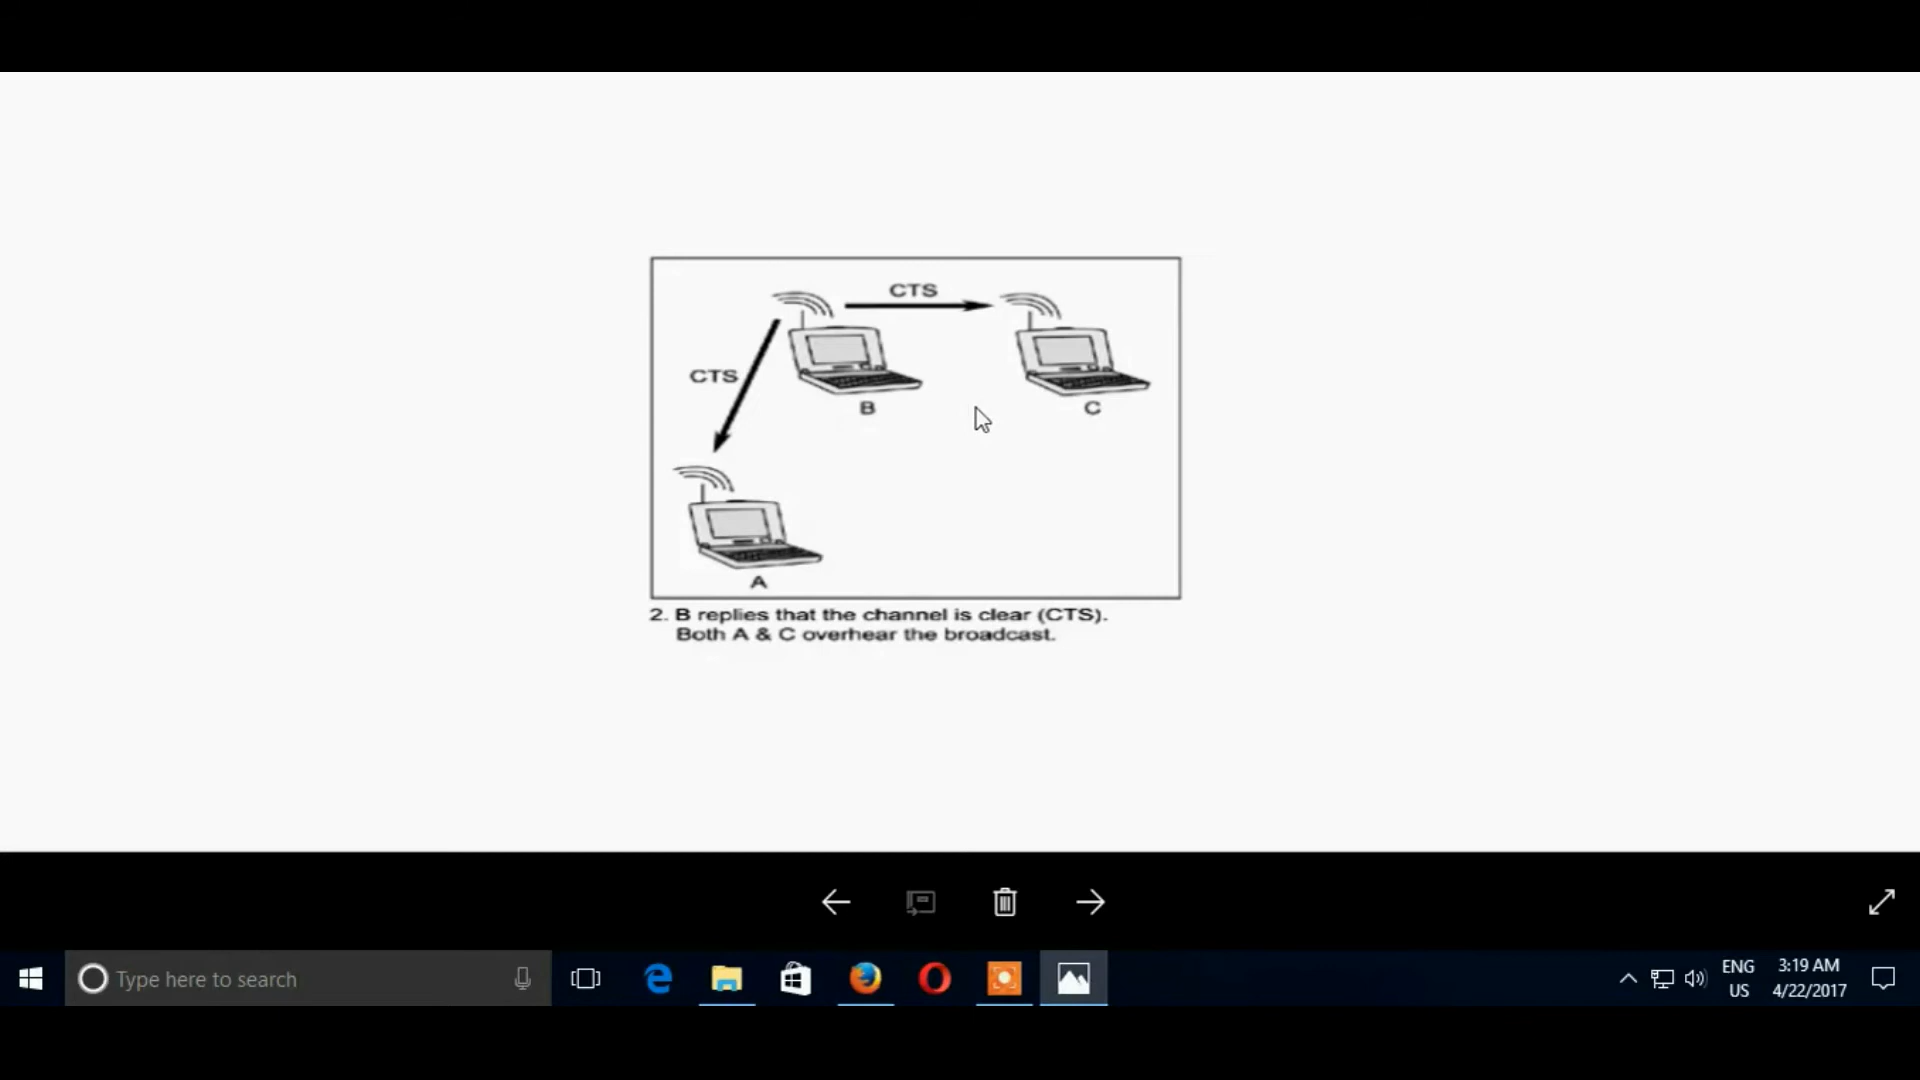 CTS
CTS
B
C
A
2. B replies that the channel is clear (CTS).
Both A & C overhear the broadcast.
Type here to search
ENG
US
3:19 AM
4/22/2017